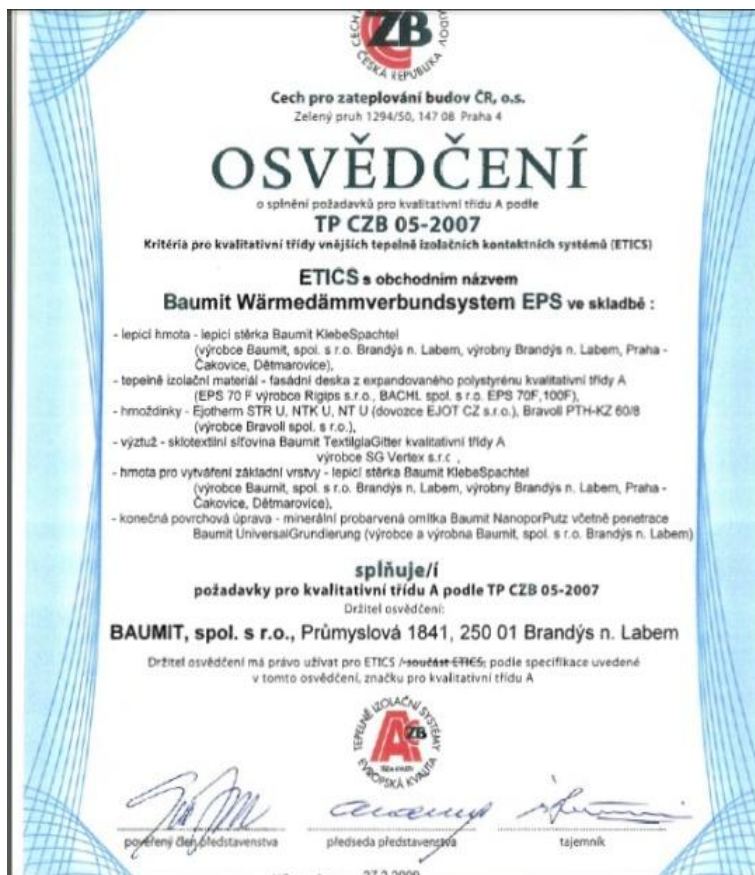 CECH
BUDOV
CZB
ČESKÁ REPUBLIKA
Cech pro zateplování budov ČR, o.s.
Zelený pruh 1294/50, 147 08 Praha 4
OSVĚDČENÍ
o splnění požadavků pro kvalitativní třídu A podle
TP CZB 05-2007
Kritéria pro kvalitativní třídy vnějších tepelně izolačních kontaktních systémů (ETICS)
ETICS s obchodním názvem
Baumit Wärmedämmverbundsystem EPS ve skladbě :
- lepicí hmota - lepicí stěrka Baumit KlebeSpachtel
(výrobce Baumit, spol. s r.o. Brandýs n. Labem, výrobny Brandýs n. Labem, Praha -
Čakovice, Dětmarovice),
- tepelně izolační materiál - fasádní deska z expandovaného polystyrénu kvalitativní třídy A
(EPS 70 F výrobce Rigips s.r.o., BACHL spol. s r.o. EPS 70F,100F),
- hmoždinky - Ejotherm STR U, NTK U, NT U (dovozce EJOT CZ s.r.o.), Bravoll PTH-KZ 60/8
(výrobce Bravoll spol. s r.o.),
- výztuž - sklotextilní síťovina Baumit TextilglaGitter kvalitativní třídy A
výrobce SG Vertex s.r.c ,
- hmota pro vytváření základní vrstvy - lepicí stěrka Baumit KlebeSpachtel
(výrobce Baumit, spol. s r.o. Brandýs n. Labem, výrobny Brandýs n. Labem, Praha -
Čakovice, Dětmarovice),
- konečná povrchová úprava - minerální probarvená omítka Baumit NanoporPutz včetně penetrace
Baumit UniversalGrundierung (výrobce a výrobna Baumit, spol. s r.o. Brandýs n. Labem)
splňuje/í
požadavky pro kvalitativní třídu A podle TP CZB 05-2007
Držitel osvědčení:
BAUMIT, spol. s r.o., Průmyslová 1841, 250 01 Brandýs n. Labem
Držitel osvědčení má právo užívat pro ETICS /součást ETICS, podle specifikace uvedené
v tomto osvědčení, značku pro kvalitativní třídu A
TEPELNĚ IZOLAČNÍ SYSTÉMY
A CZB
EVROPSKÁ KVALITA
pověřený člen představenstva
předseda představenstva
tajemník
27.2.2009